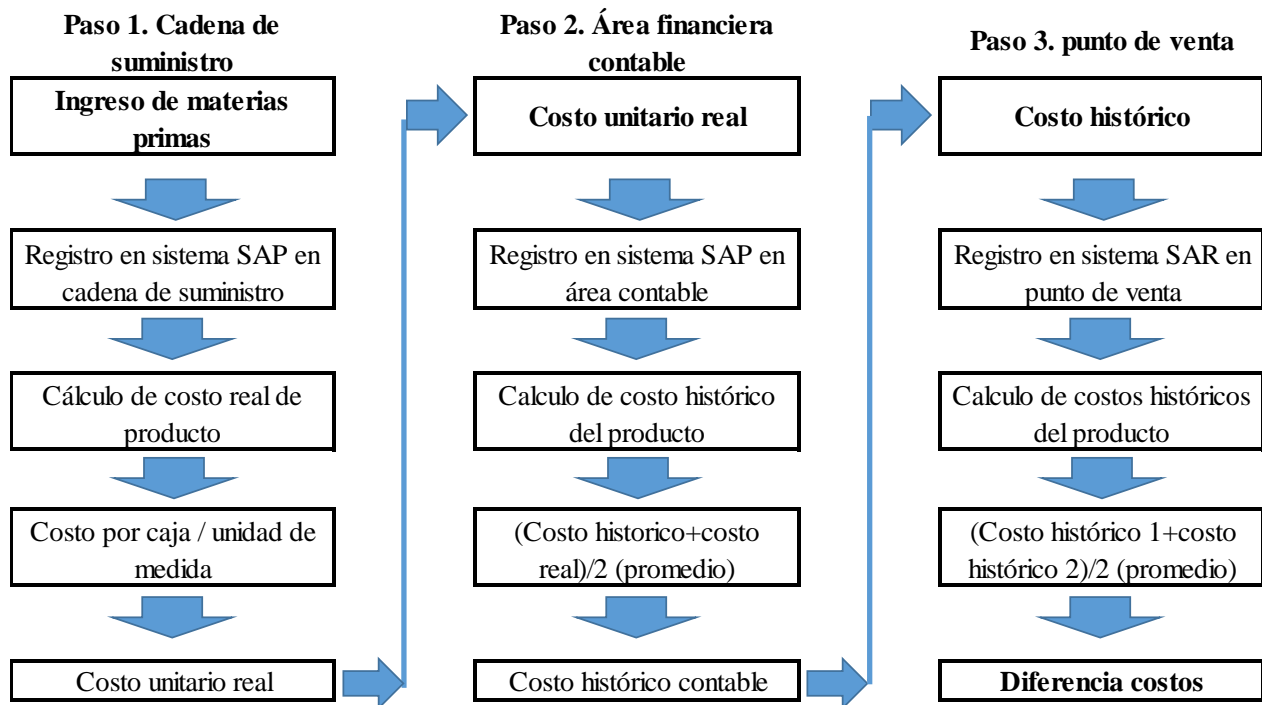 Paso 1. Cadena de
suministro
Ingreso de materias
primas
Registro en sistema SAP en
cadena de suministro
Cálculo de costo real de
producto
Costo por caja / unidad de
medida
Costo unitario real
Paso 2. Área financiera
contable
Costo unitario real
Registro en sistema SAP en
área contable
Calculo de costo histórico
del producto
(Costo historico+costo
real)/2 (promedio)
Costo histórico contable
Paso 3. punto de venta
Costo histórico
Registro en sistema SAR en
punto de venta
Calculo de costos históricos
del producto
(Costo histórico 1+costo
histórico 2)/2 (promedio)
Diferencia costos